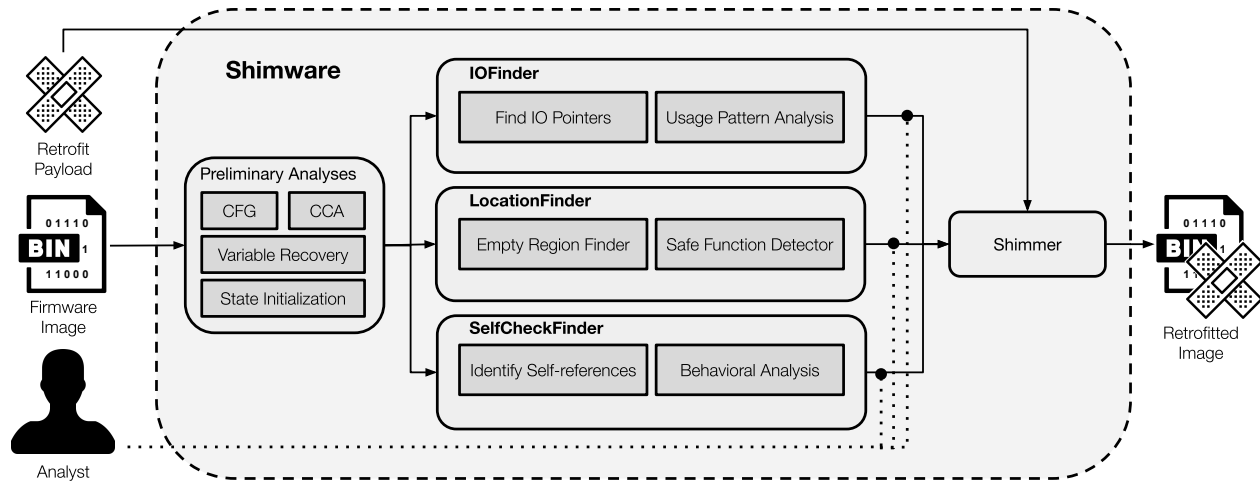 Shimware
Retrofit
Payload
01110
BIN 1
11000
Firmware
Image
Analyst
Preliminary Analyses
CFG
CCA
Variable Recovery
State Initialization
IOFinder
Find IO Pointers
Usage Pattern Analysis
LocationFinder
Empty Region Finder
Safe Function Detector
SelfCheckFinder
Identify Self-references
Behavioral Analysis
Shimmer
01110
BIN 1
11
Retrofitted
Image